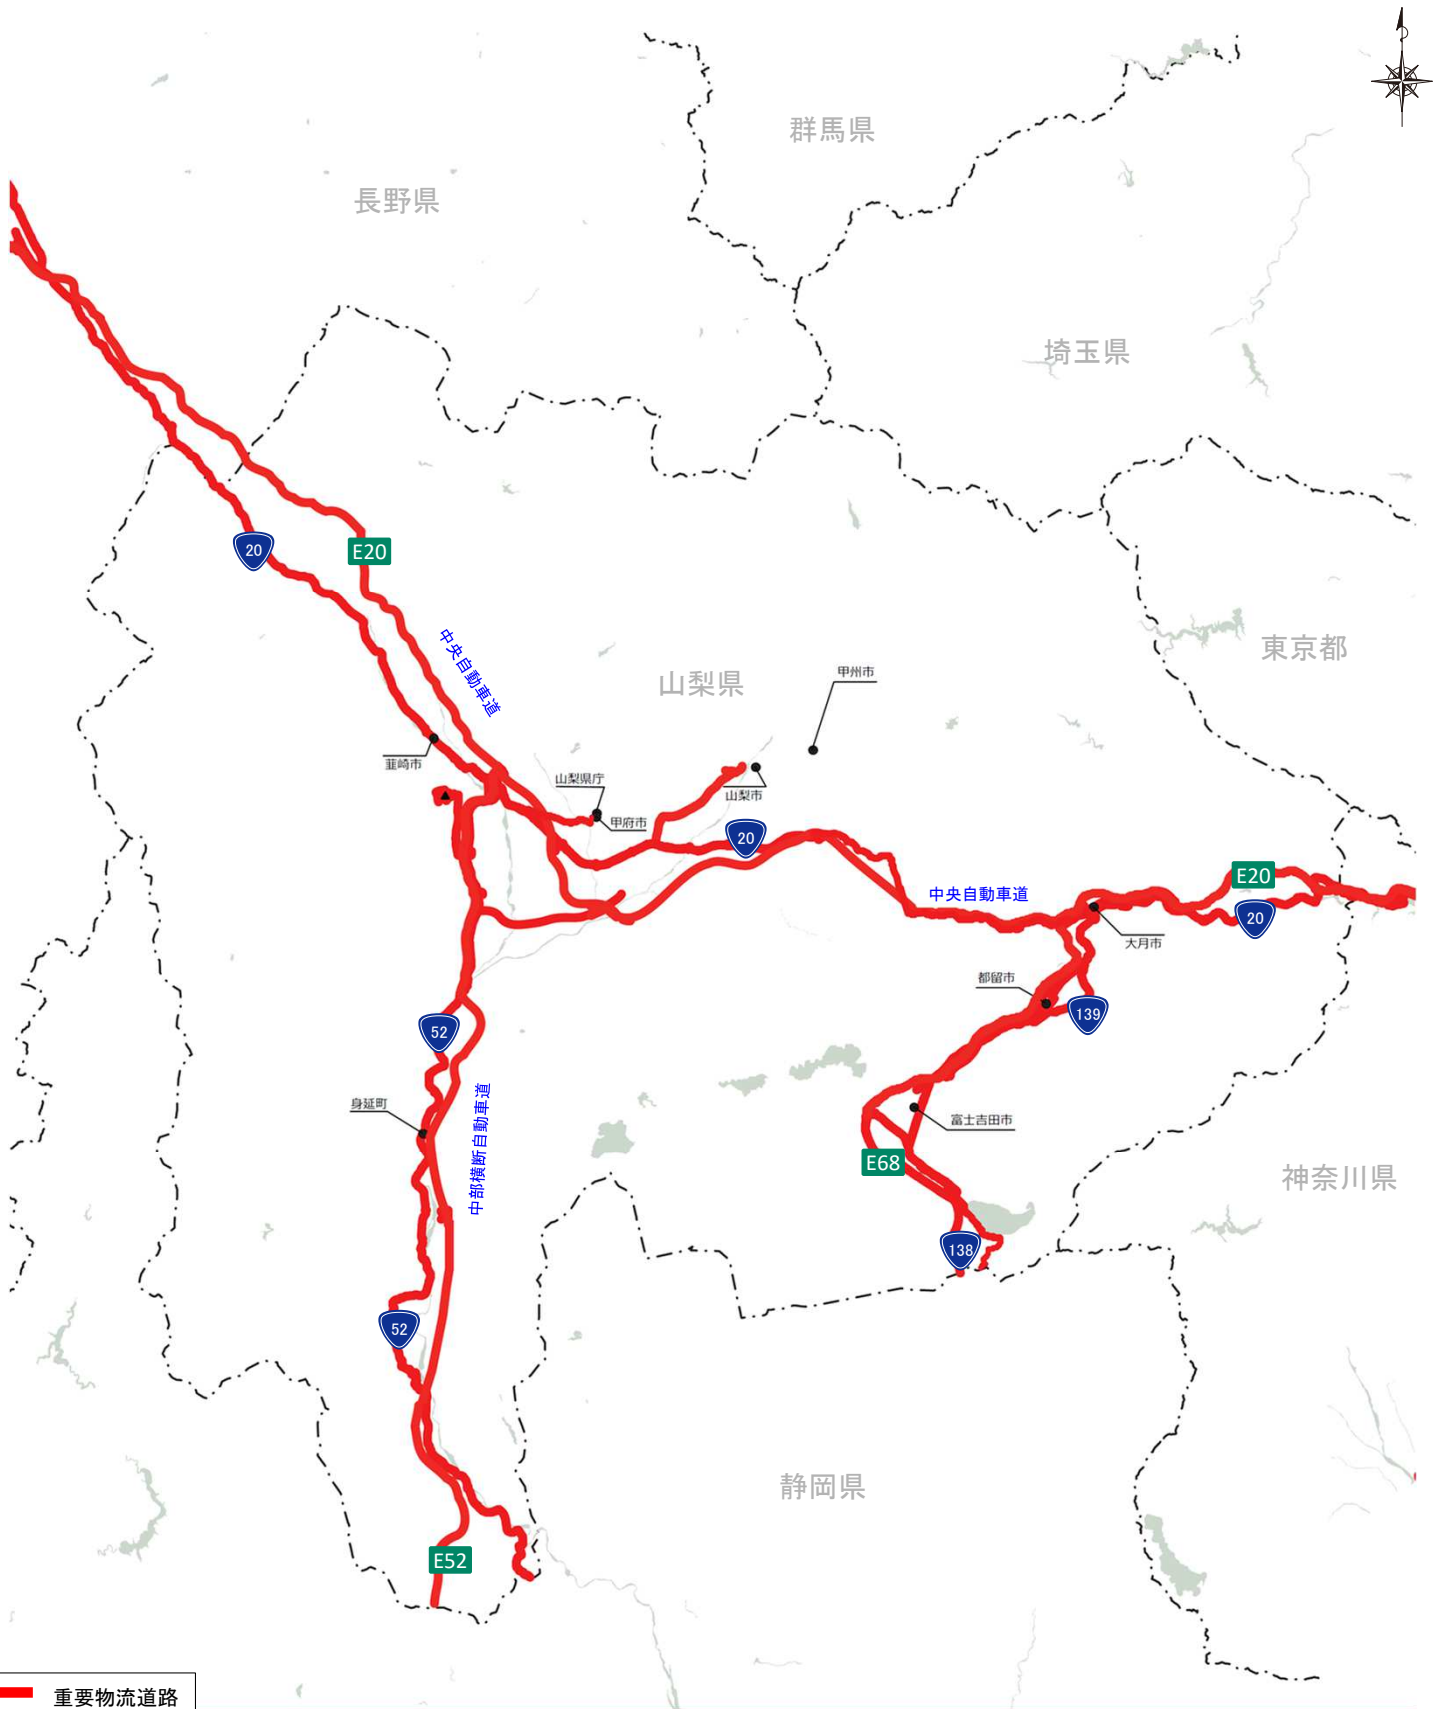 群馬県
長野県
埼玉県
20
E20
中央自動車道
東京都
山梨県
甲州市
韮崎市
山梨県庁
山梨市
甲府市
20
中央自動車道
E20
20
大月市
都留市
139
52
身延町
中部横断自動車道
富士吉田市
E68
神奈川県
138
52
静岡県
E52
重要物流道路